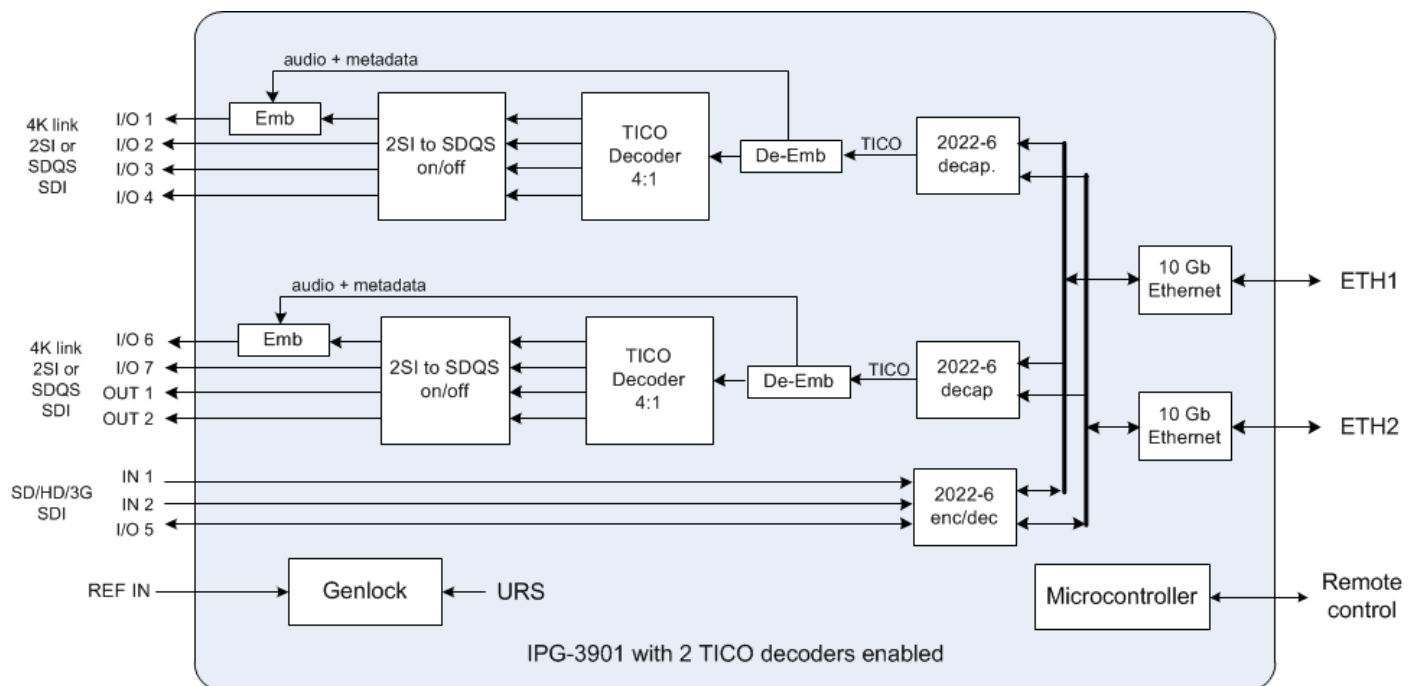 audio + metadata
4K link
2SI or
SDQS
SDI
I/O 1
I/O 2
I/O 3
I/O 4
Emb
2SI to SDQS
on/off
TICO
Decoder
4:1
De-Emb
TICO
2022-6
decap.
10 Gb
Ethernet
ETH1
audio + metadata
4K link
2SI or
SDQS
SDI
I/O 6
I/O 7
OUT 1
OUT 2
Emb
2SI to SDQS
on/off
TICO
Decoder
4:1
De-Emb
TICO
2022-6
decap
10 Gb
Ethernet
ETH2
SD/HD/3G
SDI
IN 1
IN 2
I/O 5
2022-6
enc/dec
REF IN
Genlock
URS
Microcontroller
Remote
control
IPG-3901 with 2 TICO decoders enabled